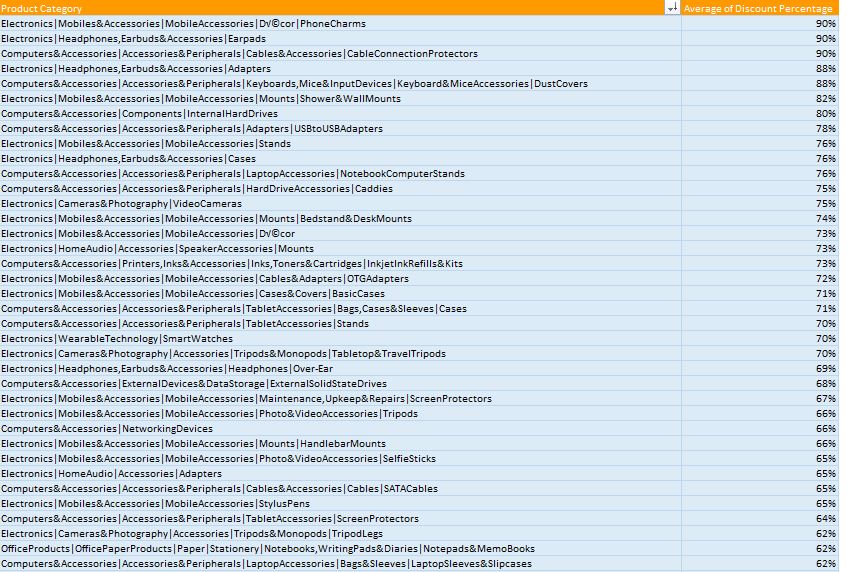 Product Category Average of Discount Percentage
Electronics|Mobiles&Accessories|MobileAccessories|D√©cor|PhoneCharms 90%
Electronics|Headphones,Earbuds&Accessories|Earpads 90%
Computers&Accessories|Accessories&Peripherals|Cables&Accessories|CableConnectionProtectors 90%
Electronics|Headphones,Earbuds&Accessories|Adapters 88%
Computers&Accessories|Accessories&Peripherals|Keyboards,Mice&InputDevices|Keyboard&MiceAccessories|DustCovers 88%
Electronics|Mobiles&Accessories|MobileAccessories|Mounts|Shower&WallMounts 82%
Computers&Accessories|Components|InternalHardDrives 80%
Computers&Accessories|Accessories&Peripherals|Adapters|USBtoUSBAdapters 78%
Electronics|Mobiles&Accessories|MobileAccessories|Stands 76%
Electronics|Headphones,Earbuds&Accessories|Cases 76%
Computers&Accessories|Accessories&Peripherals|LaptopAccessories|NotebookComputerStands 76%
Computers&Accessories|Accessories&Peripherals|HardDriveAccessories|Caddies 75%
Electronics|Cameras&Photography|VideoCameras 75%
Electronics|Mobiles&Accessories|MobileAccessories|Mounts|Bedstand&DeskMounts 74%
Electronics|Mobiles&Accessories|MobileAccessories|D√©cor 73%
Electronics|HomeAudio|Accessories|SpeakerAccessories|Mounts 73%
Computers&Accessories|Printers,Inks&Accessories|Inks,Toners&Cartridges|InkjetInkRefills&Kits 73%
Electronics|Mobiles&Accessories|MobileAccessories|Cables&Adapters|OTGAdapters 72%
Electronics|Mobiles&Accessories|MobileAccessories|Cases&Covers|BasicCases 71%
Computers&Accessories|Accessories&Peripherals|TabletAccessories|Bags,Cases&Sleeves|Cases 71%
Computers&Accessories|Accessories&Peripherals|TabletAccessories|Stands 70%
Electronics|WearableTechnology|SmartWatches 70%
Electronics|Cameras&Photography|Accessories|Tripods&Monopods|Tabletop&TravelTripods 70%
Electronics|Headphones,Earbuds&Accessories|Headphones|Over-Ear 69%
Computers&Accessories|ExternalDevices&DataStorage|ExternalSolidStateDrives 68%
Electronics|Mobiles&Accessories|MobileAccessories|Maintenance,Upkeep&Repairs|ScreenProtectors 67%
Electronics|Mobiles&Accessories|MobileAccessories|Photo&VideoAccessories|Tripods 66%
Computers&Accessories|NetworkingDevices 66%
Electronics|Mobiles&Accessories|MobileAccessories|Mounts|HandlebarMounts 66%
Electronics|Mobiles&Accessories|MobileAccessories|Photo&VideoAccessories|SelfieSticks 65%
Electronics|HomeAudio|Accessories|Adapters 65%
Computers&Accessories|Accessories&Peripherals|Cables&Accessories|Cables|SATACables 65%
Electronics|Mobiles&Accessories|MobileAccessories|StylusPens 65%
Computers&Accessories|Accessories&Peripherals|TabletAccessories|ScreenProtectors 64%
Electronics|Cameras&Photography|Accessories|Tripods&Monopods|TripodLegs 62%
OfficeProducts|OfficePaperProducts|Paper|Stationery|Notebooks,WritingPads&Diaries|Notepads&MemoBooks 62%
Computers&Accessories|Accessories&Peripherals|LaptopAccessories|Bags&Sleeves|LaptopSleeves&Slipcases 62%